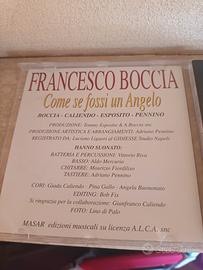 FRANCESCO BOCCIA
Come se fossi un Angelo
BOCCIA - CALIENDO - ESPOSITO - PENNINO
PRODUZIONE: Tommy Esposito & A.Boccia snc
PRODUZIONE ARTISTICA E ARRANGIAMENTI: Adriano Pennino
REGISTRATO DA: Luciano Liguori al GODIESSE Studio Napoli
HANNO SUONATO:
BATTERIA E PERCUSSIONI: Vittorio Riva
BASSO: Aldo Mercurio
CHITARRE: Maurizio Fiordiliso
TASTIERE: Adriano Pennino
CORI: Giada Caliendo - Pina Gallo - Angela Buonomato
EDITING: Bob Fix
Si ringrazia per la collaborazione: Gianfranco Caliendo
FOTO: Lino di Palo
MASAR edizioni musicali su licenza A.L.C.A. snc